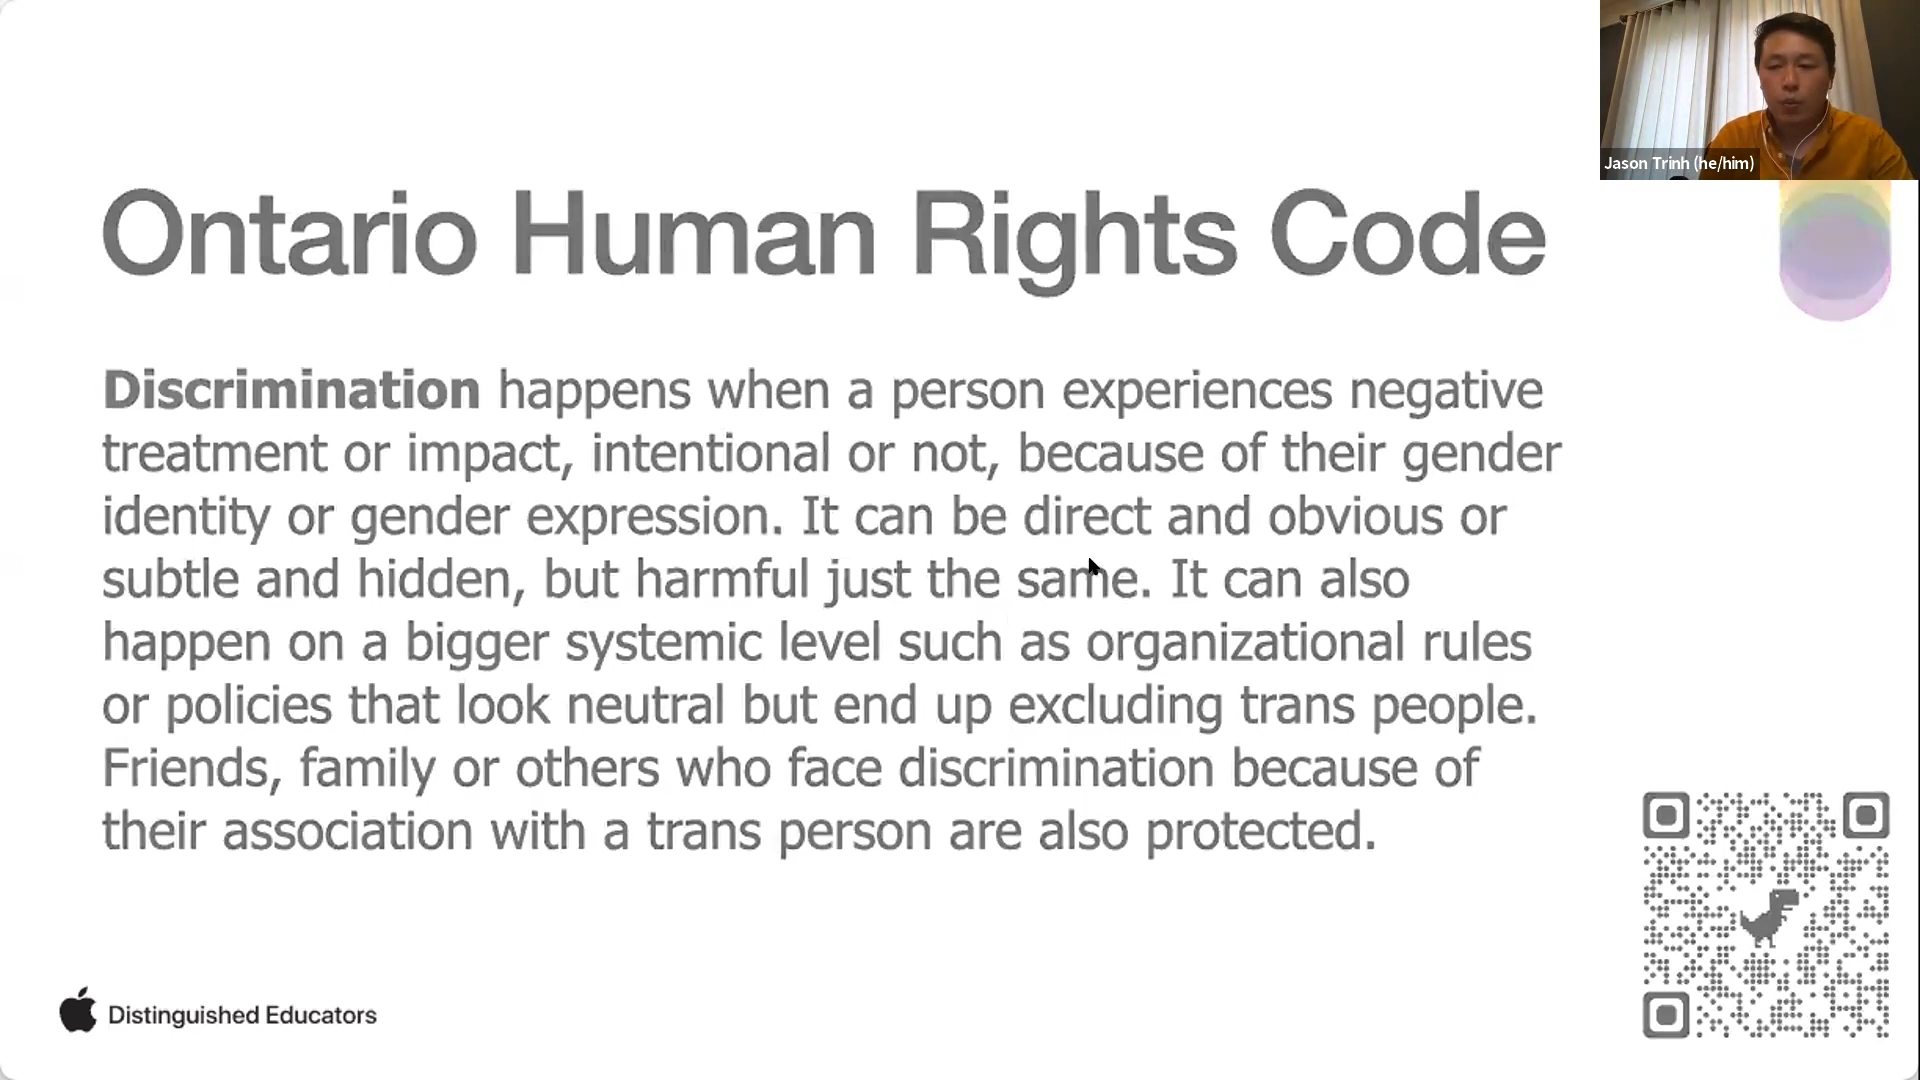 Jason Trinh (he/him)
Ontario Human Rights Code
Discrimination happens when a person experiences negative
treatment or impact, intentional or not, because of their gender
identity or gender expression. It can be direct and obvious or
subtle and hidden, but harmful just the same. It can also
happen on a bigger systemic level such as organizational rules
or policies that look neutral but end up excluding trans people.
Friends, family or others who face discrimination because of
their association with a trans person are also protected.
Distinguished Educators